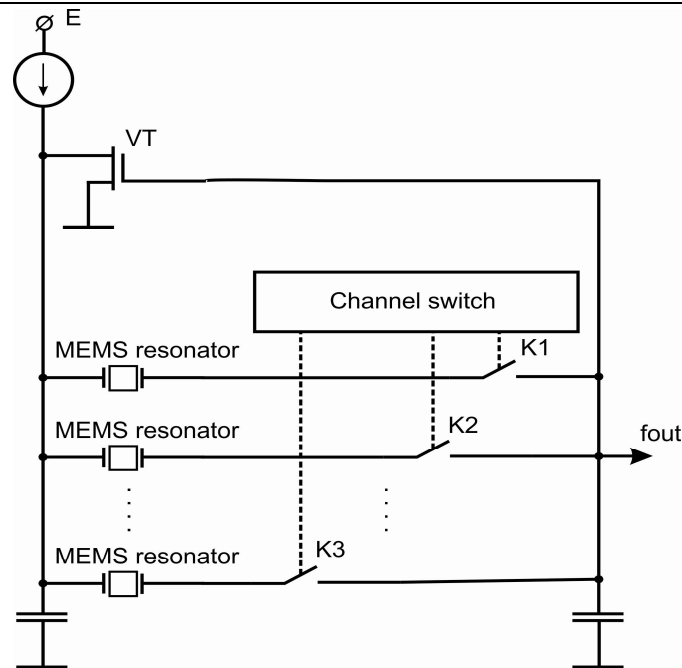 E
VT
Channel switch
MEMS resonator
K1
MEMS resonator
K2
fout
MEMS resonator
K3